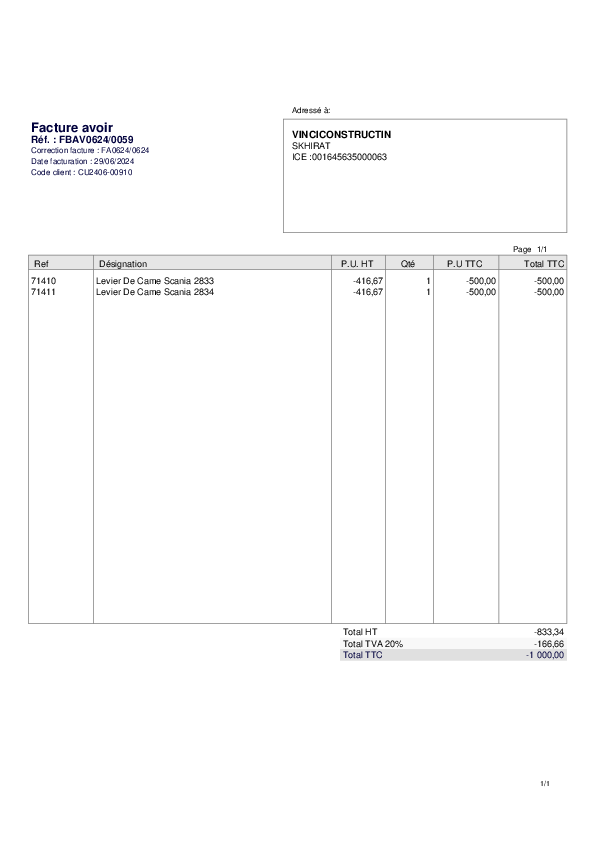 Adressé à:
Facture avoir
Réf. : FBAV0624/0059
Correction facture : FA0624/0624
Date facturation : 29/06/2024
Code client : CU2406-00910
VINCICONSTRUCTIN
SKHIRAT
ICE :001645635000063
Page 1/1
Ref Désignation P.U. HT Qté P.U TTC Total TTC
71410 Levier De Came Scania 2833 -416,67 1 -500,00 -500,00
71411 Levier De Came Scania 2834 -416,67 1 -500,00 -500,00
Total HT -833,34
Total TVA 20% -166,66
Total TTC -1 000,00
1/1